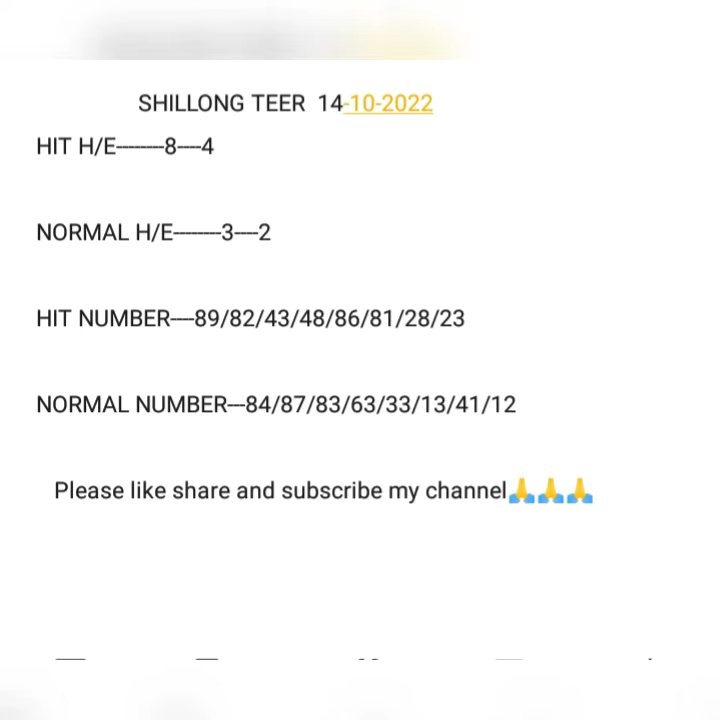 SHILLONG TEER 14-10-2022
HIT H/E-------8----4
NORMAL H/E-------3----2
HIT NUMBER----89/82/43/48/86/81/28/23
NORMAL NUMBER---84/87/83/63/33/13/41/12
Please like share and subscribe my channel🙏🙏🙏